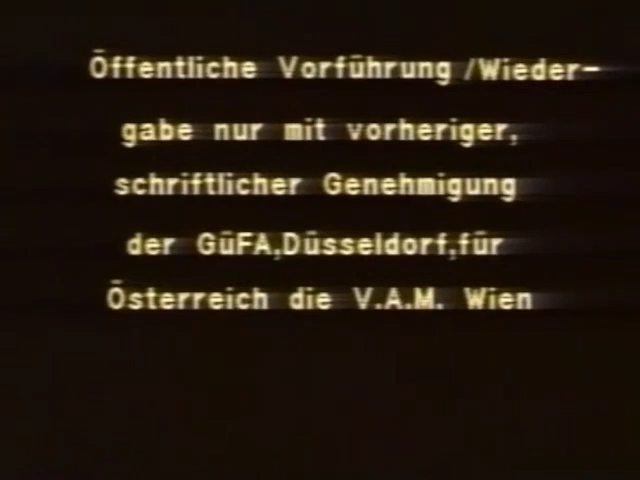 Öffentliche Vorführung /Wieder-
gabe nur mit vorheriger,
schriftlicher Genehmigung
der GüFA,Düsseldorf,für
Österreich die V.A.M. Wien